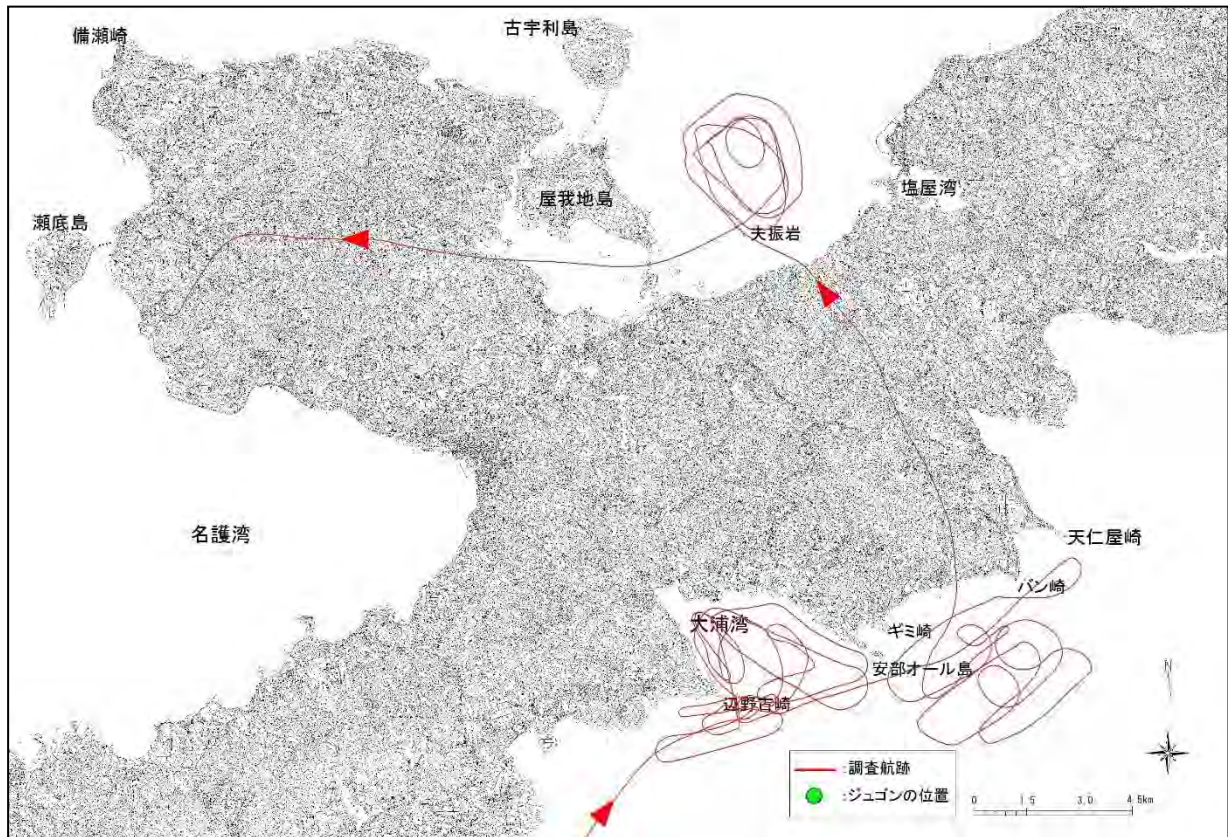 古宇利島
備瀬崎
塩屋湾
屋我地島
瀬底島
夫振岩
名護湾
天仁屋崎
バン崎
大浦湾
ギミ崎
安部オール島
辺野古崎
N
:調査航跡
:ジュゴンの位置
0 1.5 3.0 4.5km